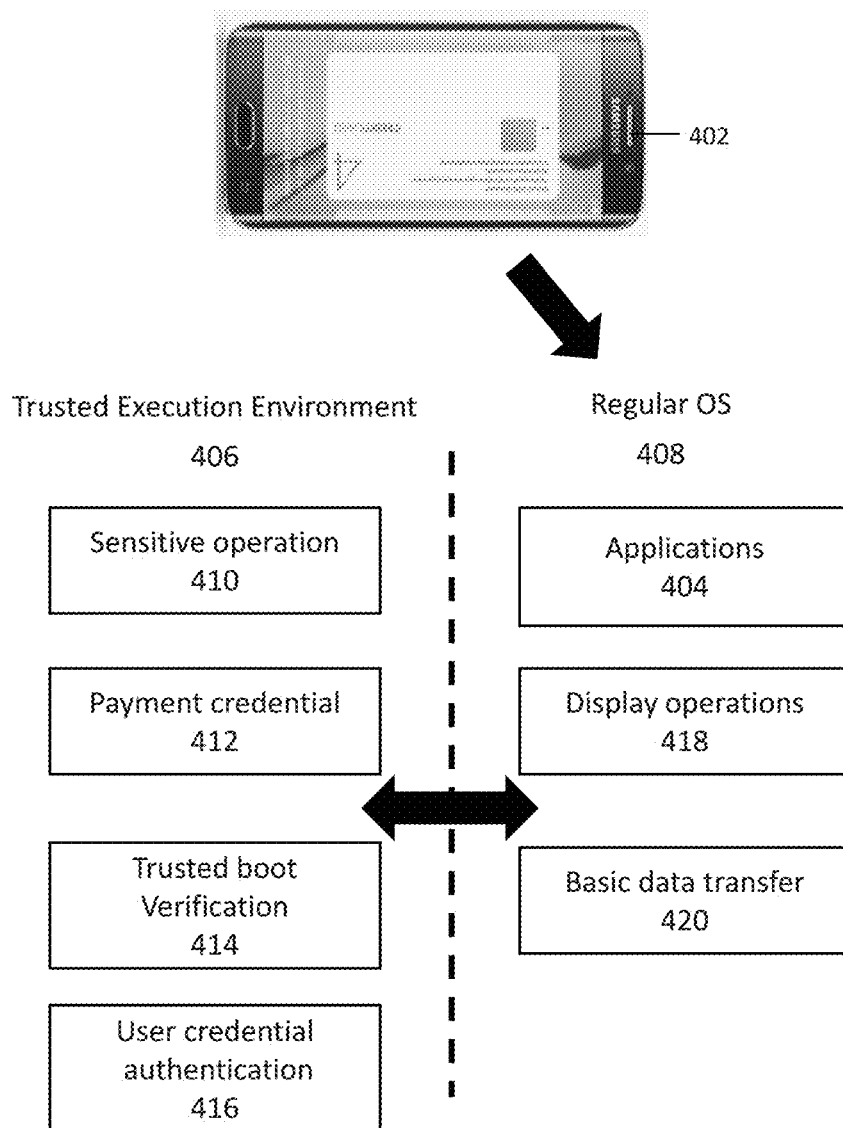 402
Trusted Execution Environment
406
Regular OS
408
Sensitive operation
410
Applications
404
Payment credential
412
Display operations
418
Trusted boot
Verification
414
Basic data transfer
420
User credential
authentication
416